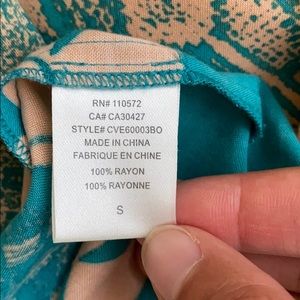 RN# 110572
CA# CA30427
STYLE# CVE60003BO
MADE IN CHINA
FABRIQUE EN CHINE
100% RAYON
100% RAYONNE
S